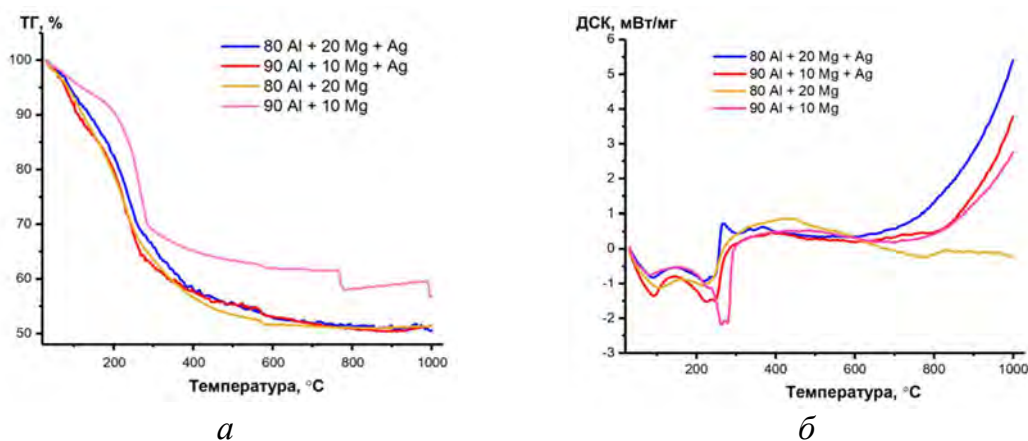 ТГ, %
80 Al + 20 Mg + Ag
90 Al + 10 Mg + Ag
80 Al + 20 Mg
90 Al + 10 Mg
100
90
80
70
60
50
200
400
600
800
1000
Температура, °C
а
ДСК, мВт/мг
80 Al + 20 Mg + Ag
90 Al + 10 Mg + Ag
80 Al + 20 Mg
90 Al + 10 Mg
6
5
4
3
2
1
0
-1
-2
-3
200
400
600
800
1000
Температура, °C
б